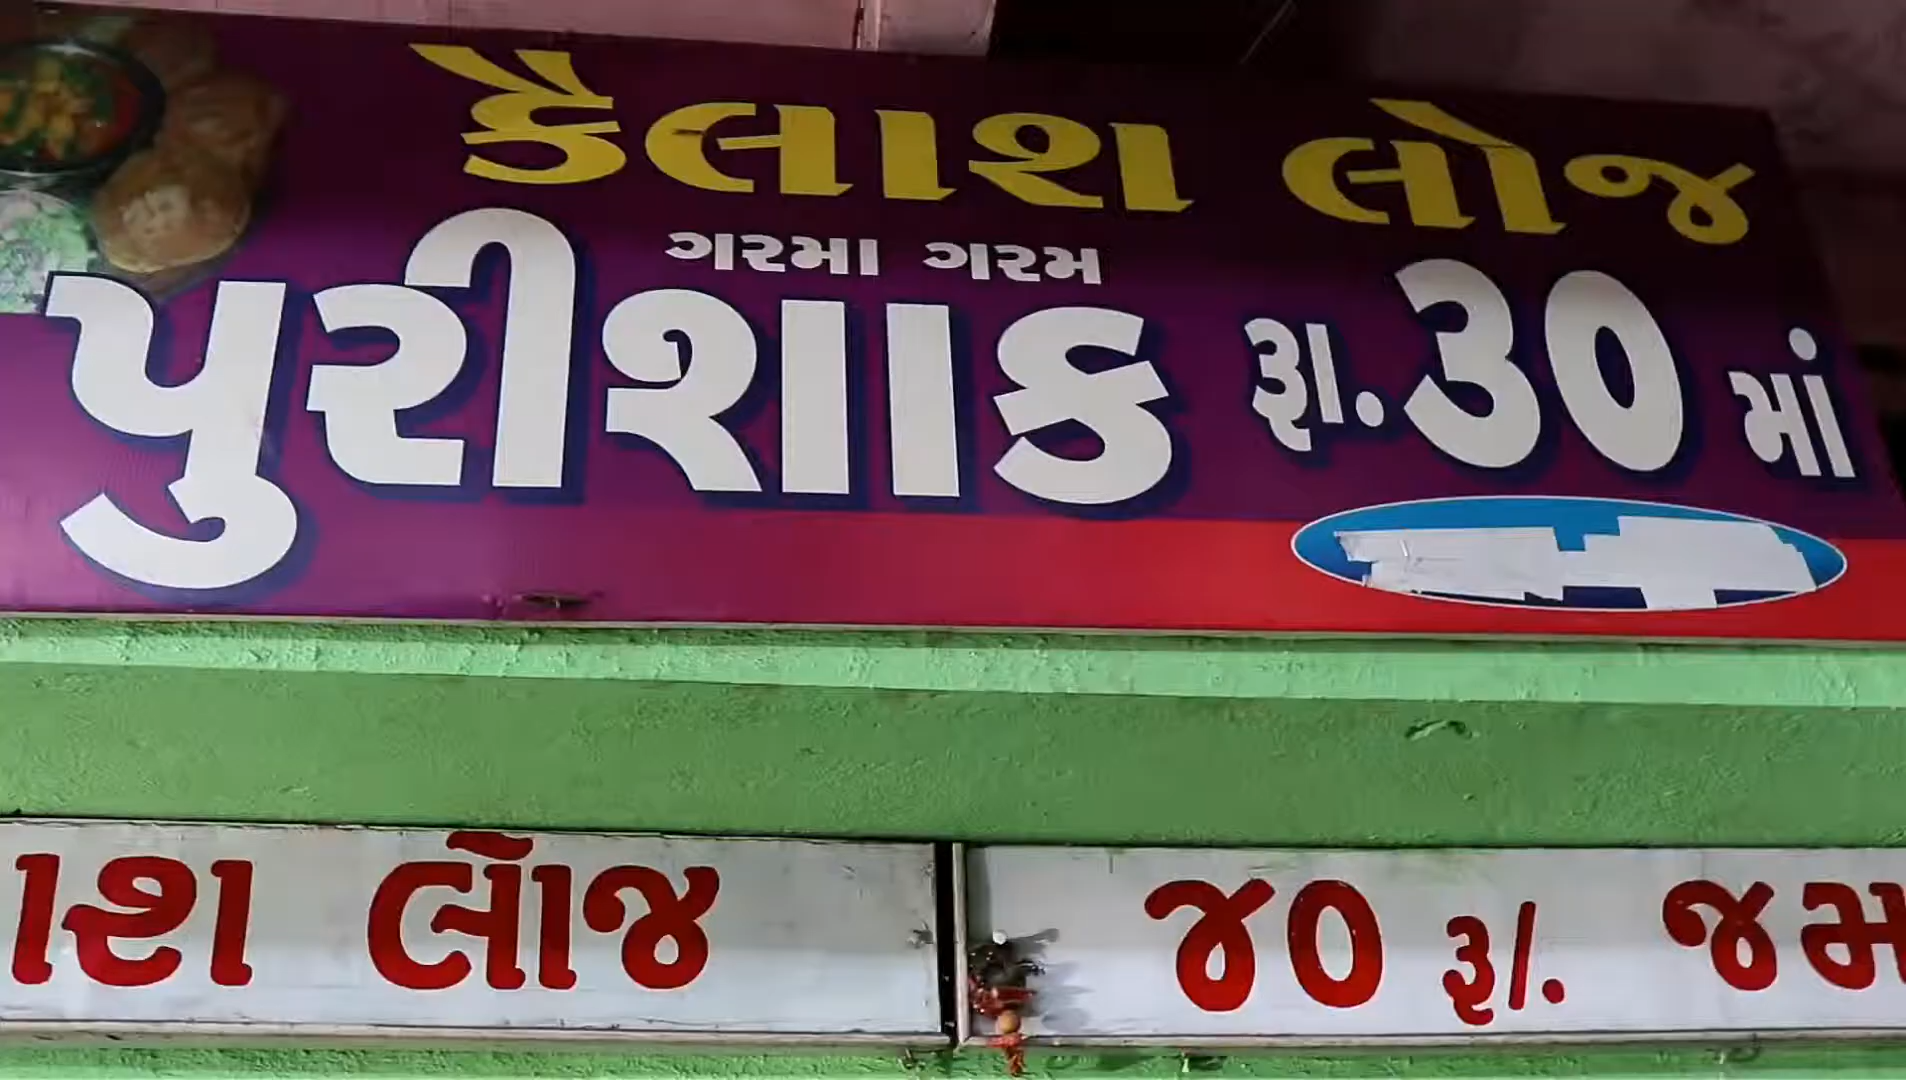 કૈલાશ લોજ
ગરમા ગરમ
પુરીશાક રૂા. ૩૦ માં
ાશ લોજ
૪૦ રૂા. જમ